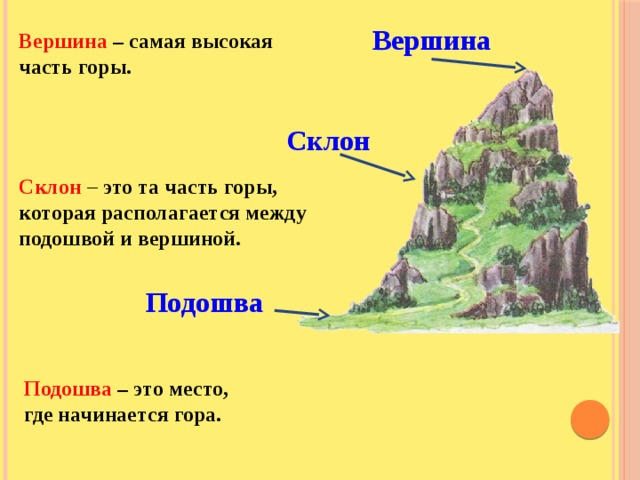 Вершина
Вершина – самая высокая
часть горы.
Склон
Склон – это та часть горы,
которая располагается между
подошвой и вершиной.
Подошва
Подошва – это место,
где начинается гора.